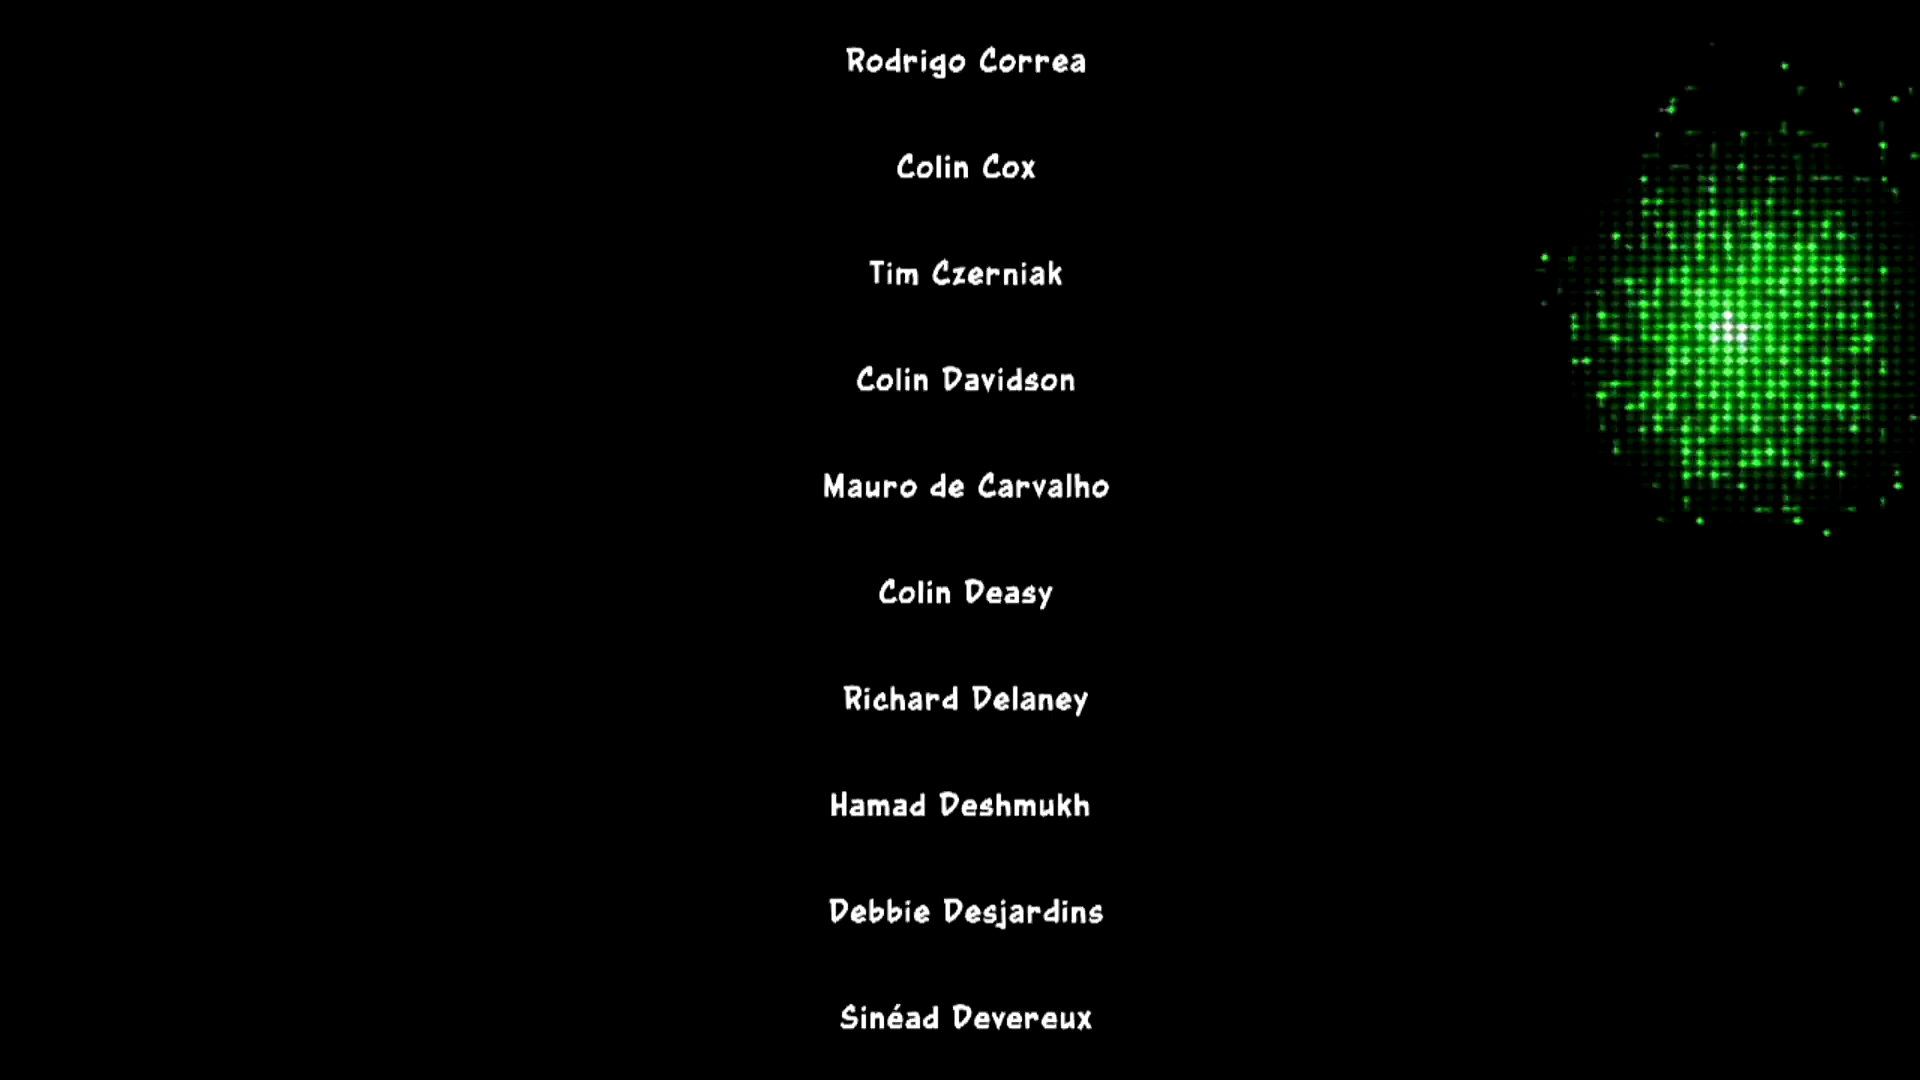 Rodrigo Correa
Colin Cox
Tim Czerniak
Colin Davidson
Mauro de Carvalho
Colin Deasy
Richard Delaney
Hamad Deshmukh
Debbie Desjardins
Sinéad Devereux